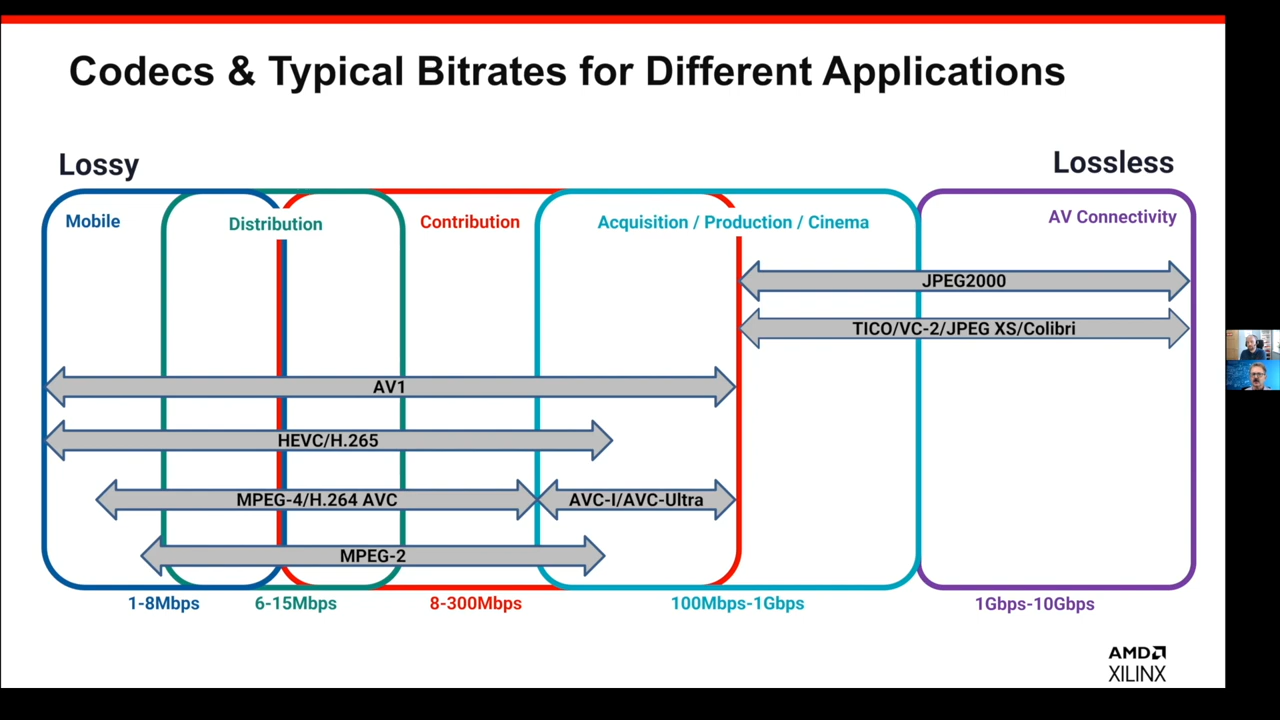 Codecs & Typical Bitrates for Different Applications
Lossy
Lossless
Mobile
Distribution
Contribution
Acquisition / Production / Cinema
AV Connectivity
JPEG2000
TICO/VC-2/JPEG XS/Colibri
AV1
HEVC/H.265
MPEG-4/H.264 AVC
AVC-I/AVC-Ultra
MPEG-2
1-8Mbps
6-15Mbps
8-300Mbps
100Mbps-1Gbps
1Gbps-10Gbps
AMD
XILINX